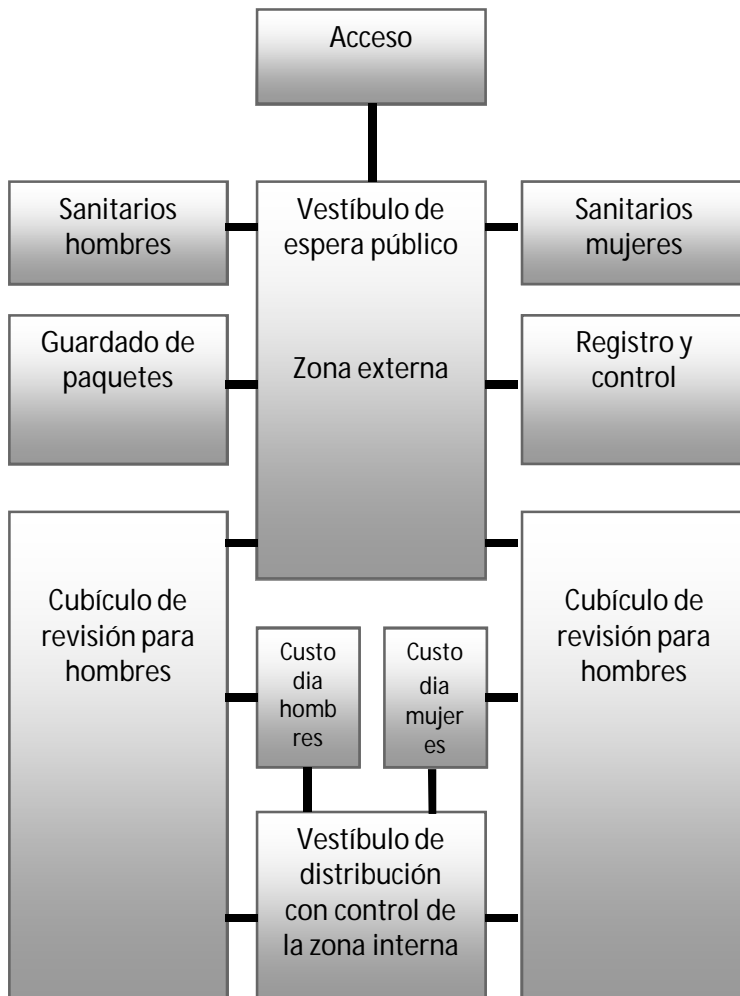 Acceso
Sanitarios
hombres
Vestíbulo de
espera público
Zona externa
Sanitarios
mujeres
Guardado de
paquetes
Registro y
control
Cubículo de
revisión para
hombres
Custo
dia
homb
res
Custo
dia
mujer
es
Cubículo de
revisión para
hombres
Vestíbulo de
distribución
con control de
la zona interna